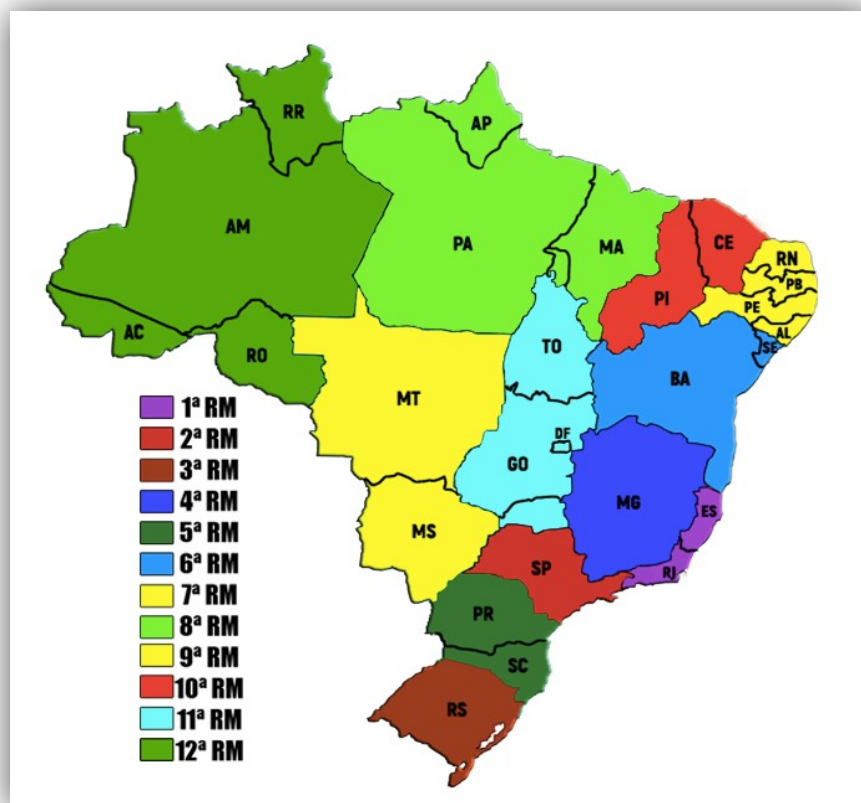 RR
AP
AM
PA
MA
CE
RN
PB
PI
PE
AL
SE
AC
RO
TO
BA
MT
DF
GO
MG
ES
MS
SP
RJ
PR
SC
RS
1ª RM
2ª RM
3ª RM
4ª RM
5ª RM
6ª RM
7ª RM
8ª RM
9ª RM
10ª RM
11ª RM
12ª RM